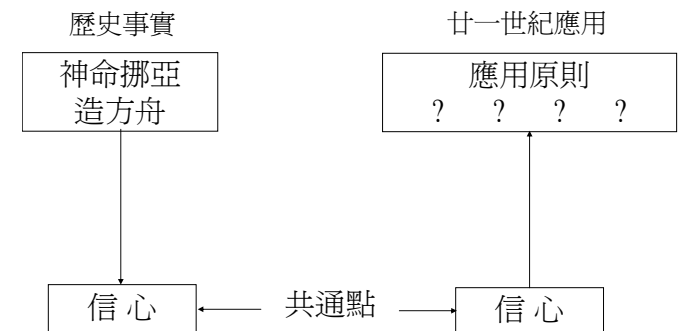 歷史事實
廿一世紀應用
神命挪亞
造方舟
應用原則
? ? ? ?
信心
共通點
信心